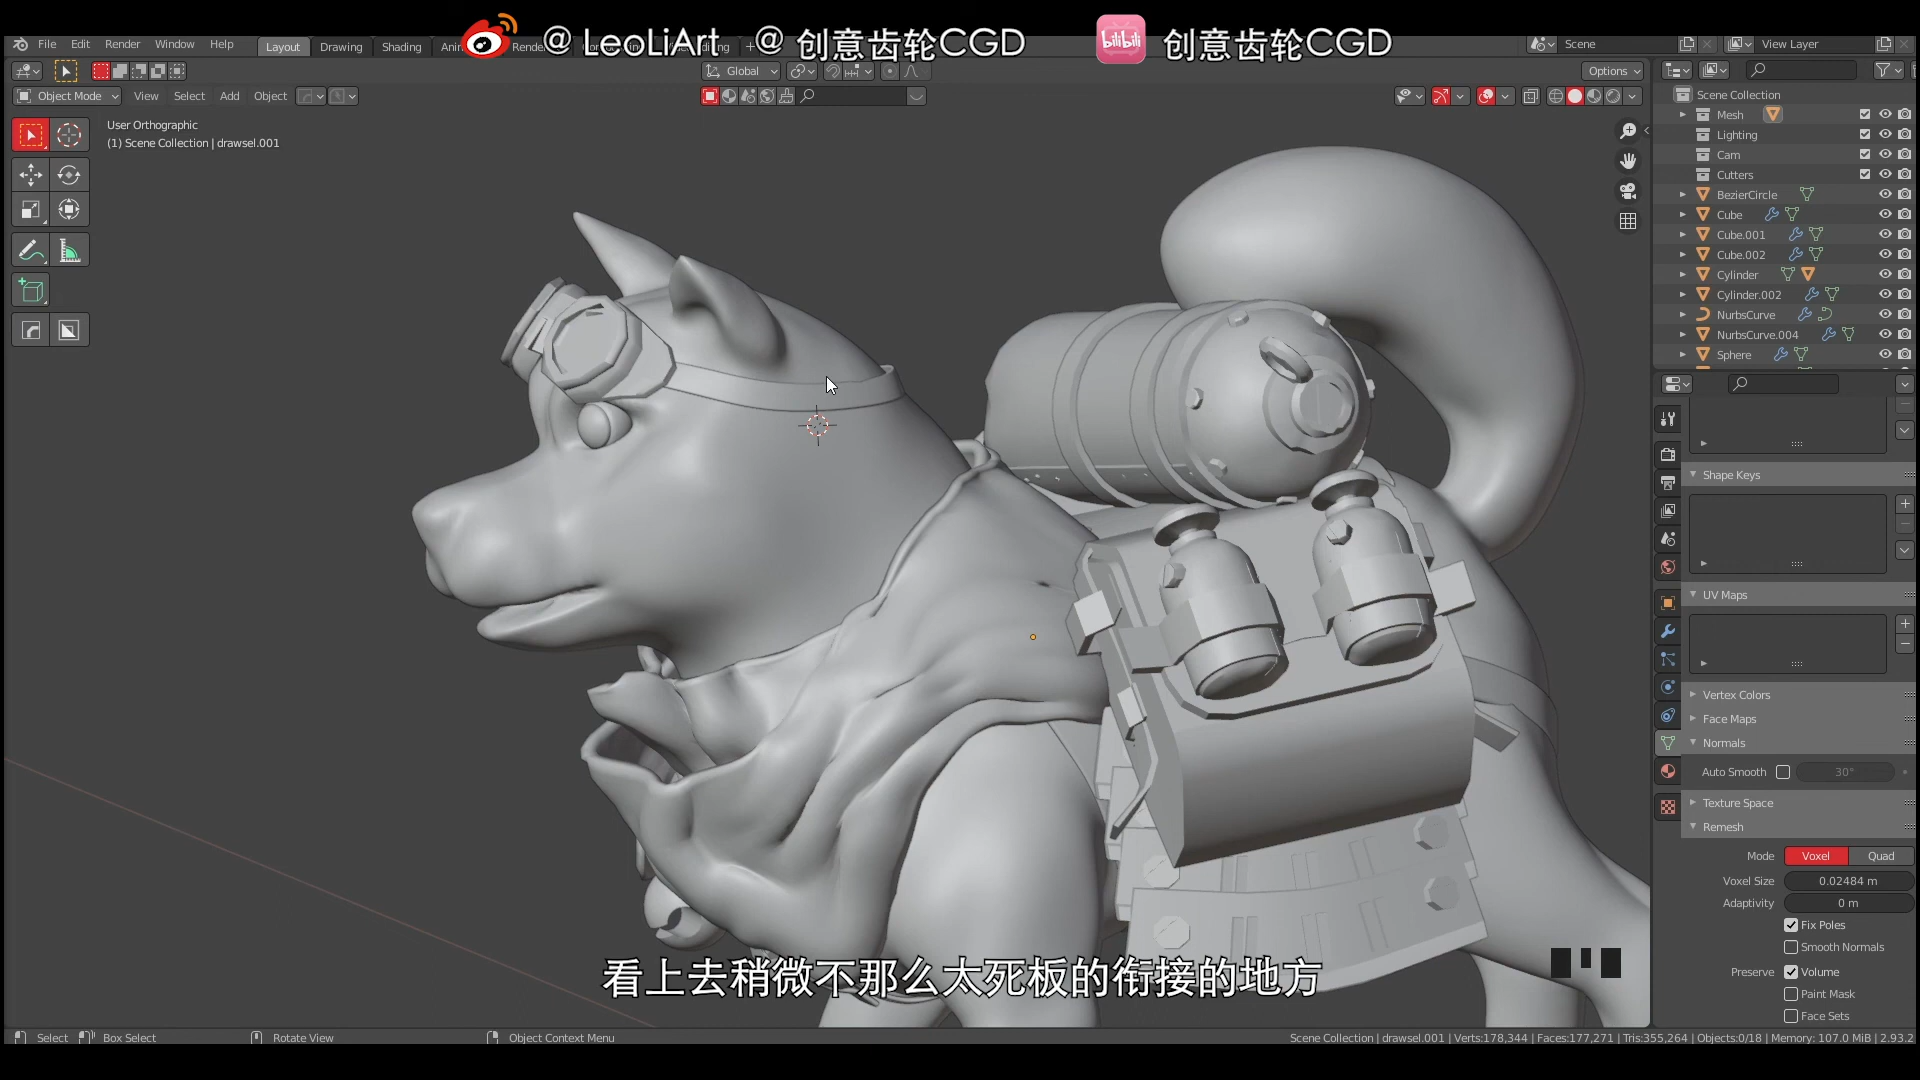 @ LeoLiArt @ 创意齿轮CGD
bilibili 创意齿轮CGD
File Edit Render Window Help Layout Drawing Shading
Scene
View Layer
Global
Options
Object Mode View Select Add Object
User Orthographic
(1) Scene Collection | drawsel.001
Scene Collection
Mesh
Lighting
Cam
Cutters
BezierCircle
Cube
Cube.001
Cube.002
Cylinder
Cylinder.002
NurbsCurve
NurbsCurve.004
Sphere
Shape Keys
UV Maps
Vertex Colors
Face Maps
Normals
Auto Smooth 30°
Texture Space
Remesh
Mode Voxel Quad
Voxel Size 0.02484 m
Adaptivity 0 m
Fix Poles
Smooth Normals
Preserve Volume
Paint Mask
Face Sets
看上去稍微不那么太死板的衔接的地方
Select Box Select Rotate View Object Context Menu
Scene Collection | drawsel.001 | Verts:178,344 | Faces:177,271 | Tris:355,264 | Objects:0/18 | Memory: 107.0 MiB | 2.93.2